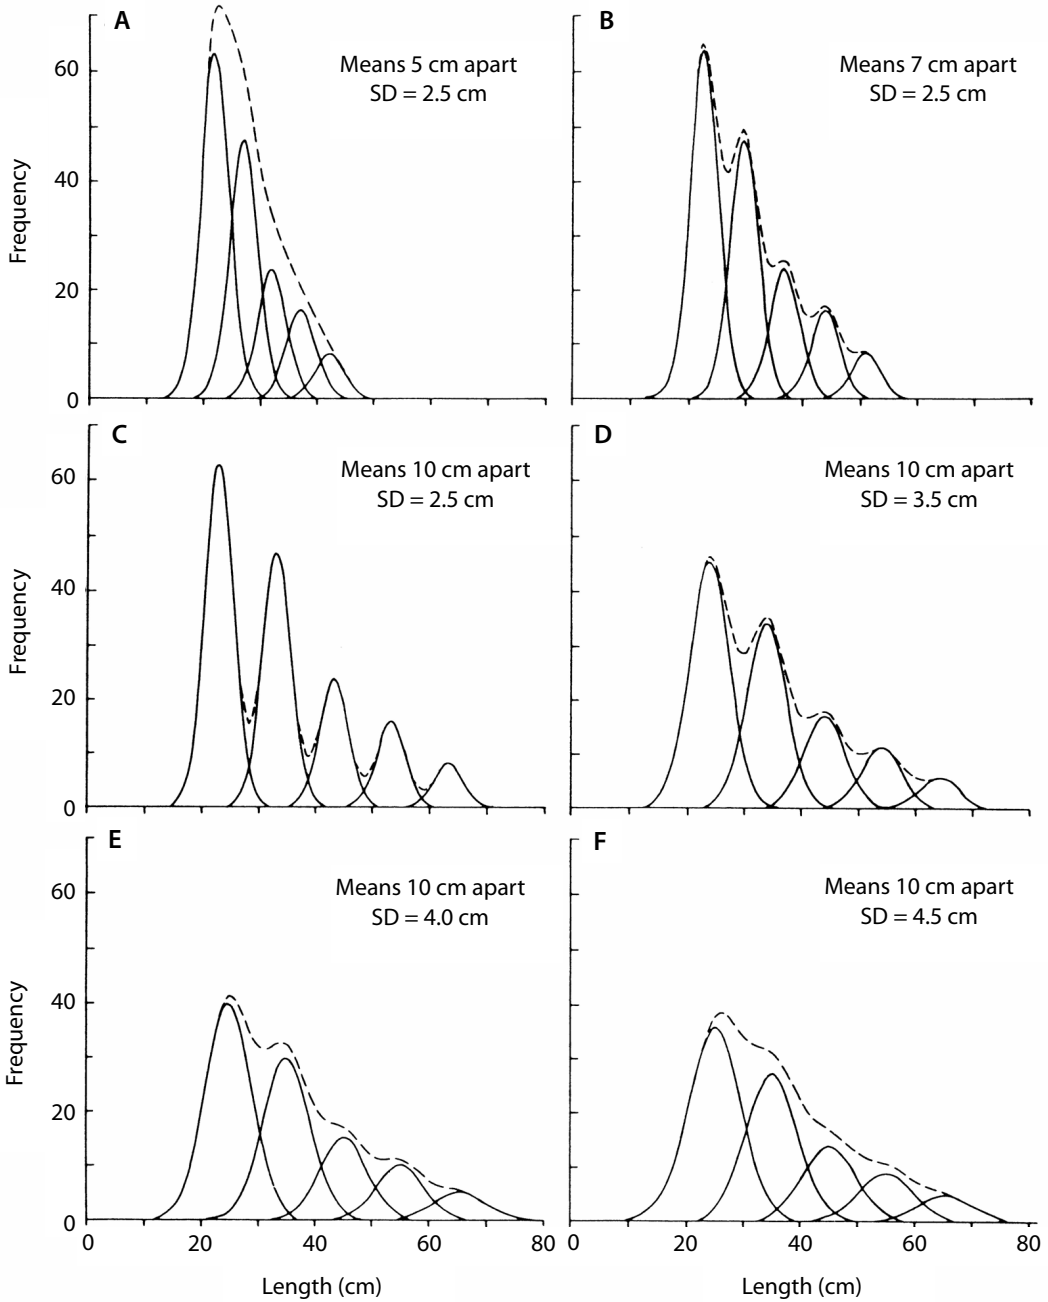 A
Means 5 cm apart
SD = 2.5 cm
B
Means 7 cm apart
SD = 2.5 cm
Frequency
60
40
20
0
C
Means 10 cm apart
SD = 2.5 cm
D
Means 10 cm apart
SD = 3.5 cm
Frequency
60
40
20
0
E
Means 10 cm apart
SD = 4.0 cm
F
Means 10 cm apart
SD = 4.5 cm
Frequency
60
40
20
0
0 20 40 60 80
0 20 40 60 80
Length (cm)
Length (cm)